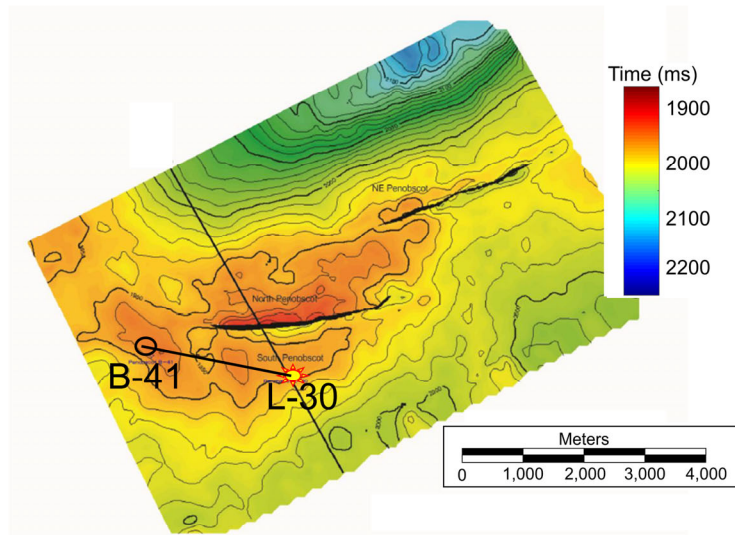 Time (ms)
1900
2000
2100
2200
NE Penobscot
North Penobscot
South Penobscot
B-41
L-30
Meters
0 1,000 2,000 3,000 4,000